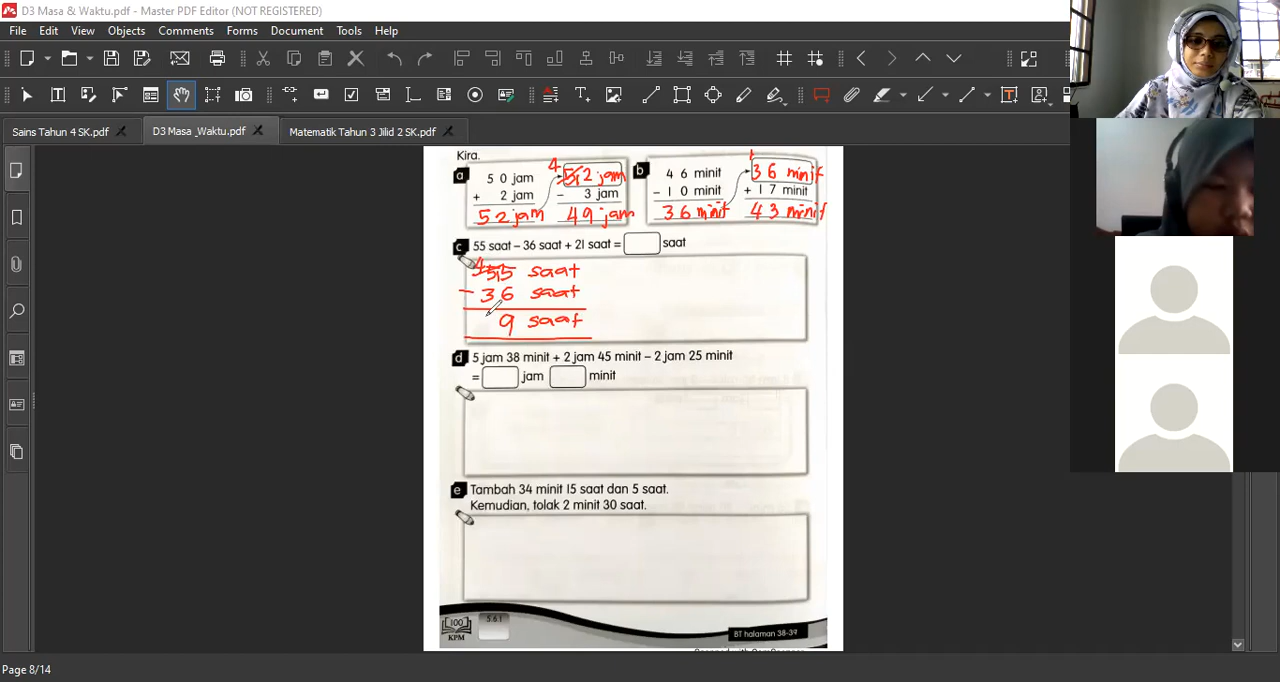 D3 Masa & Waktu.pdf - Master PDF Editor (NOT REGISTERED)
File Edit View Objects Comments Forms Document Tools Help
Sains Tahun 4 SK.pdf D3 Masa _Waktu.pdf Matematik Tahun 3 Jilid 2 SK.pdf
Kira.
a
5 0 jam
+ 2 jam
52 jam
4
5,2 jam
- 3 jam
49 jam
b
4 6 minit
- 1 0 minit
36 minit
1
36 minit
+ 1 7 minit
43 minit
c 55 saat – 36 saat + 21 saat = saat
4
55 saat
- 36 saat
9 saat
d 5 jam 38 minit + 2 jam 45 minit – 2 jam 25 minit
= jam minit
e Tambah 34 minit 15 saat dan 5 saat.
Kemudian, tolak 2 minit 30 saat.
100
KPM
5.6.1
BT halaman 38-39
Page 8/14